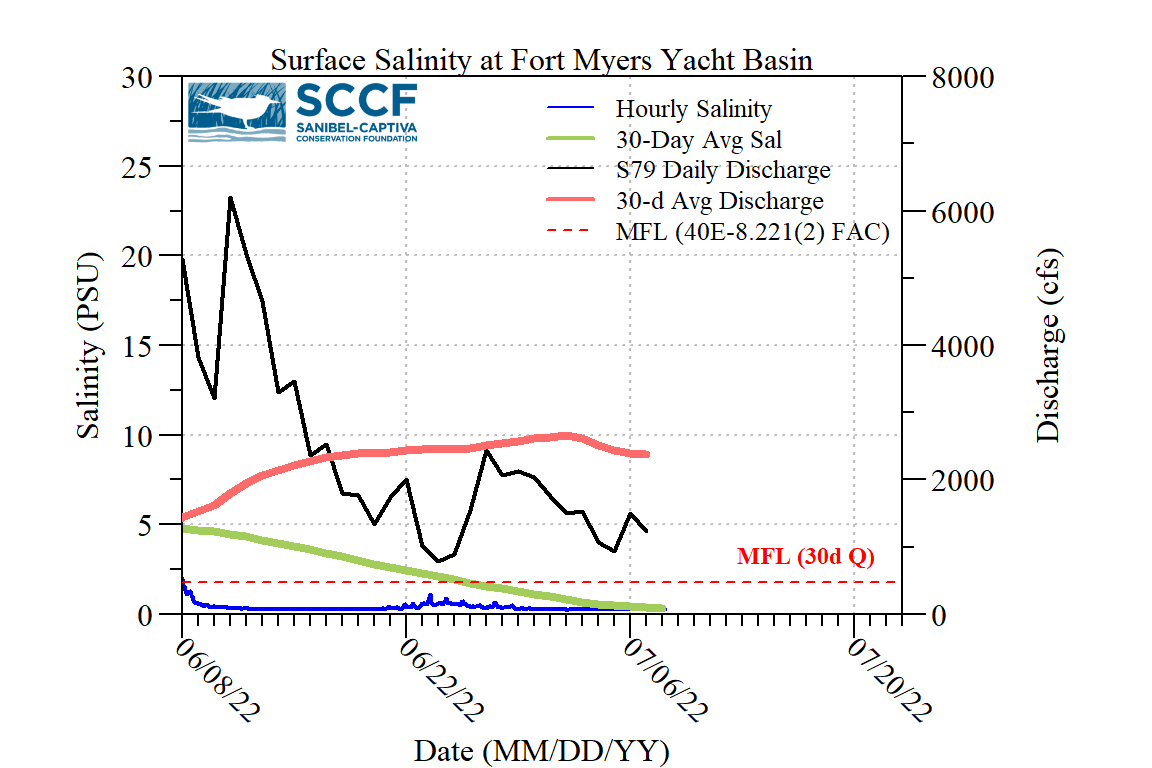 Surface Salinity at Fort Myers Yacht Basin
SCCF
SANIBEL-CAPTIVA
CONSERVATION FOUNDATION
Hourly Salinity
30-Day Avg Sal
S79 Daily Discharge
30-d Avg Discharge
MFL (40E-8.221(2) FAC)
30
25
20
15
10
5
0
Salinity (PSU)
8000
6000
4000
2000
0
Discharge (cfs)
MFL (30d Q)
06/08/22
06/22/22
07/06/22
07/20/22
Date (MM/DD/YY)